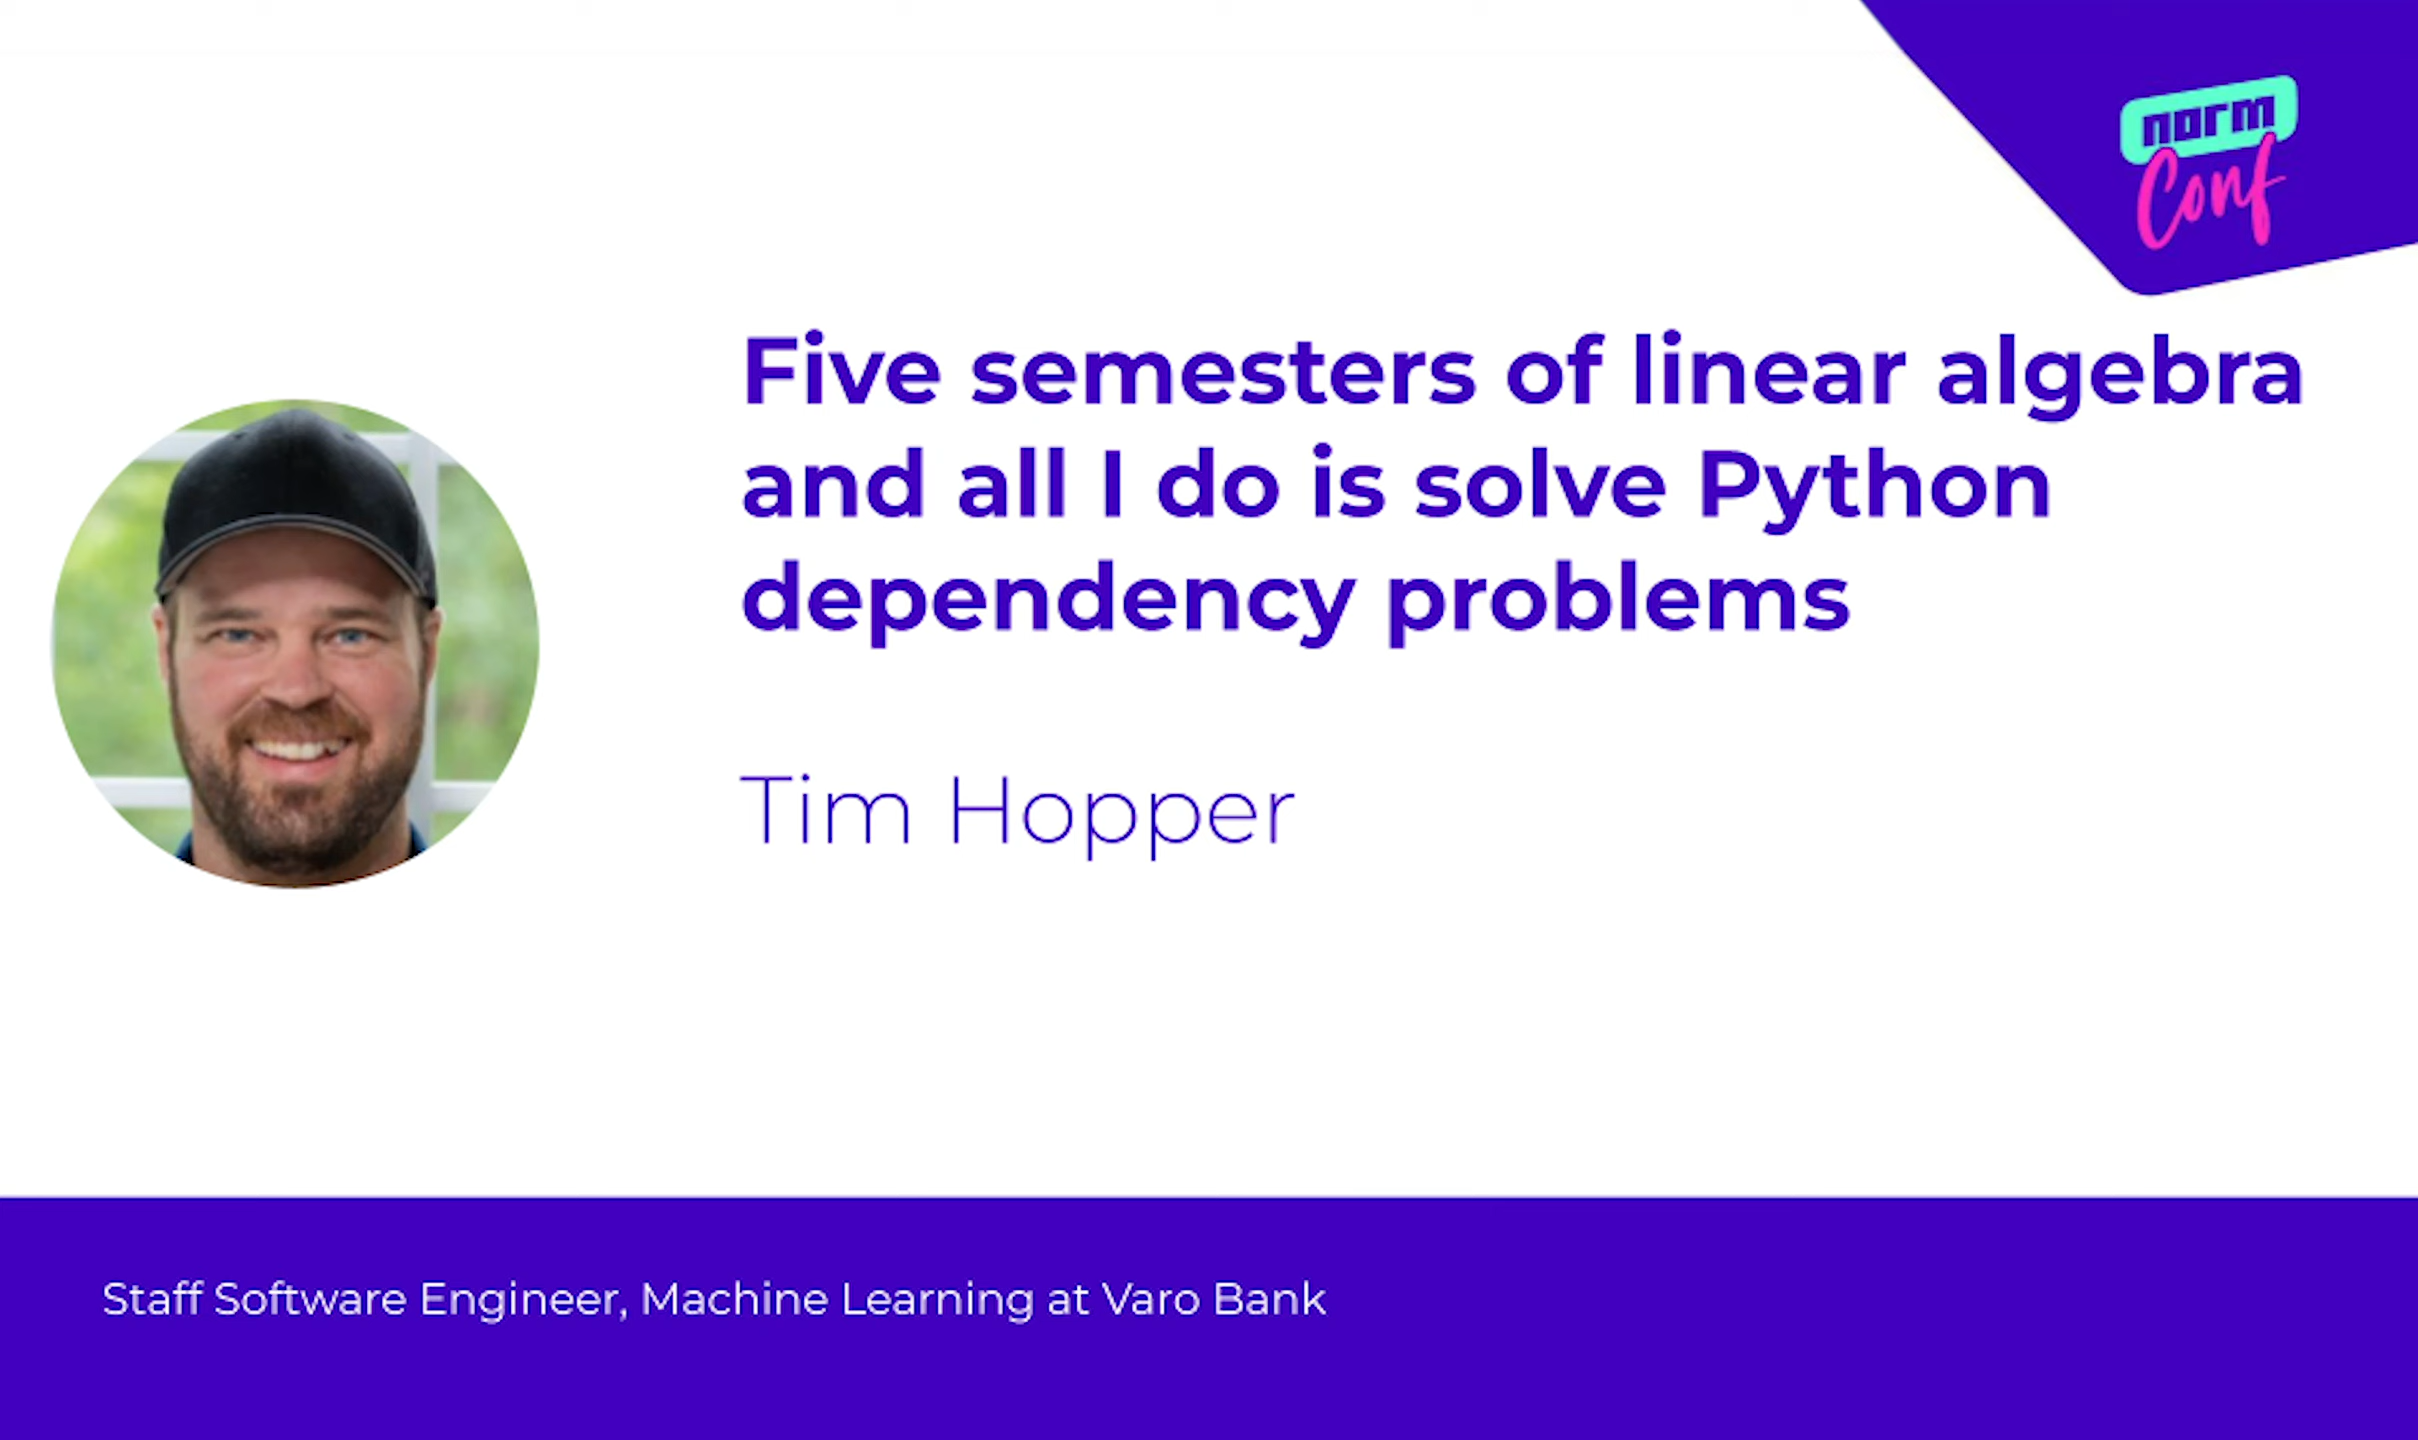 norm
Conf
Five semesters of linear algebra
and all I do is solve Python
dependency problems
Tim Hopper
Staff Software Engineer, Machine Learning at Varo Bank